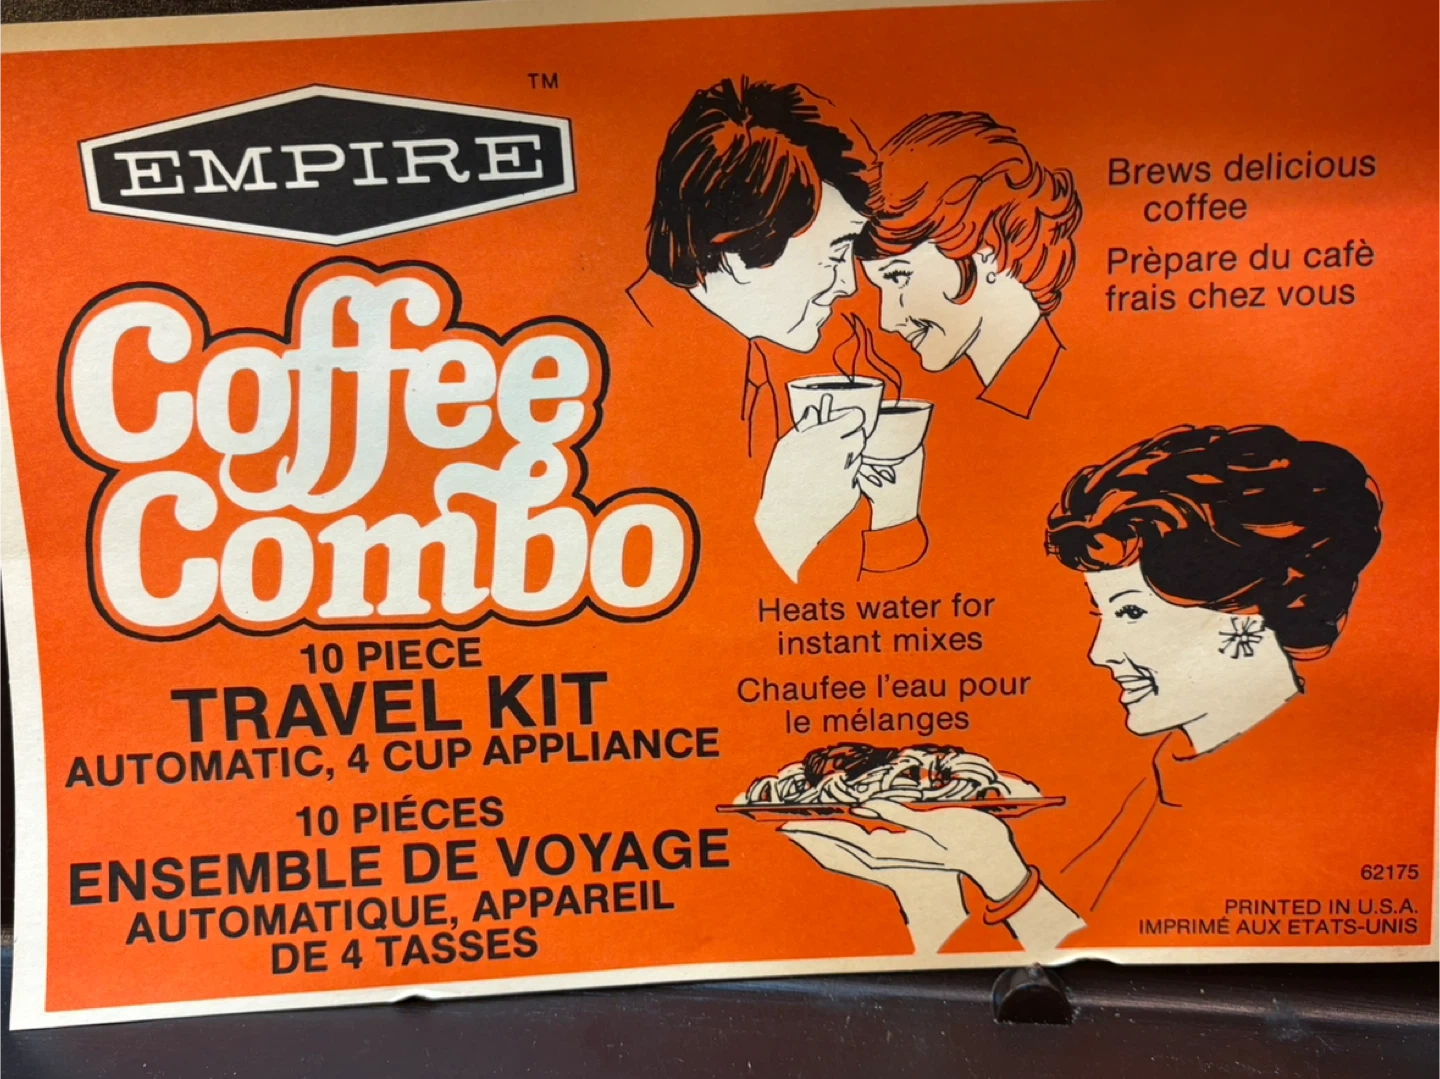 EMPIRE
TM
Coffee
Combo
10 PIECE
TRAVEL KIT
AUTOMATIC, 4 CUP APPLIANCE
10 PIÉCES
ENSEMBLE DE VOYAGE
AUTOMATIQUE, APPAREIL
DE 4 TASSES
Brews delicious
coffee
Prèpare du cafè
frais chez vous
Heats water for
instant mixes
Chaufee l'eau pour
le mélanges
62175
PRINTED IN U.S.A.
IMPRIMÉ AUX ETATS-UNIS